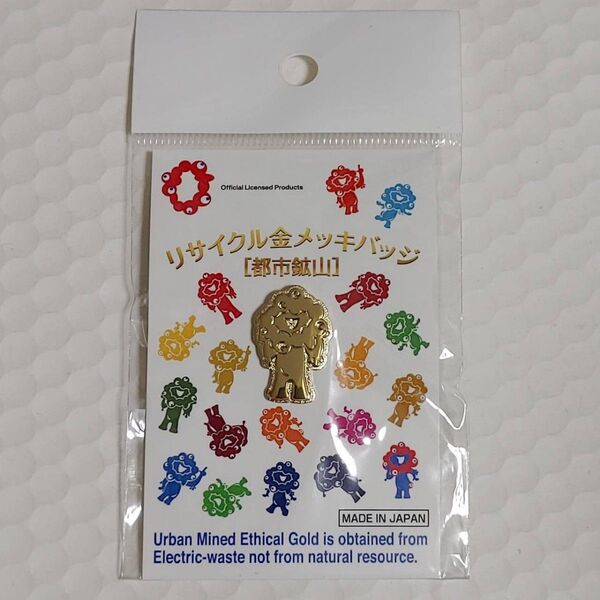 Official Licensed Products
リサイクル金メッキバッジ
[都市鉱山]
MADE IN JAPAN
Urban Mined Ethical Gold is obtained from
Electric-waste not from natural resource.